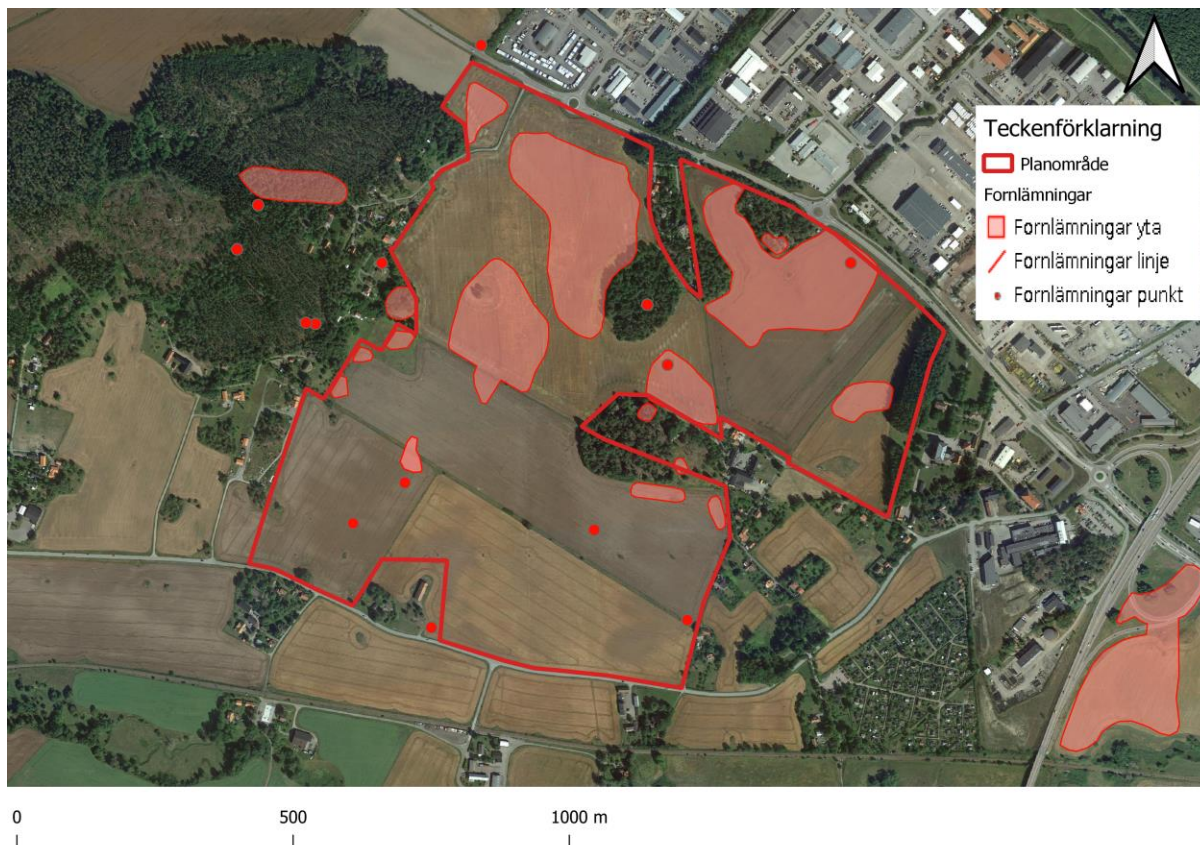 Teckenförklarning
Planområde
Fornlämningar
Fornlämningar yta
Fornlämningar linje
Fornlämningar punkt
0 500 1000 m